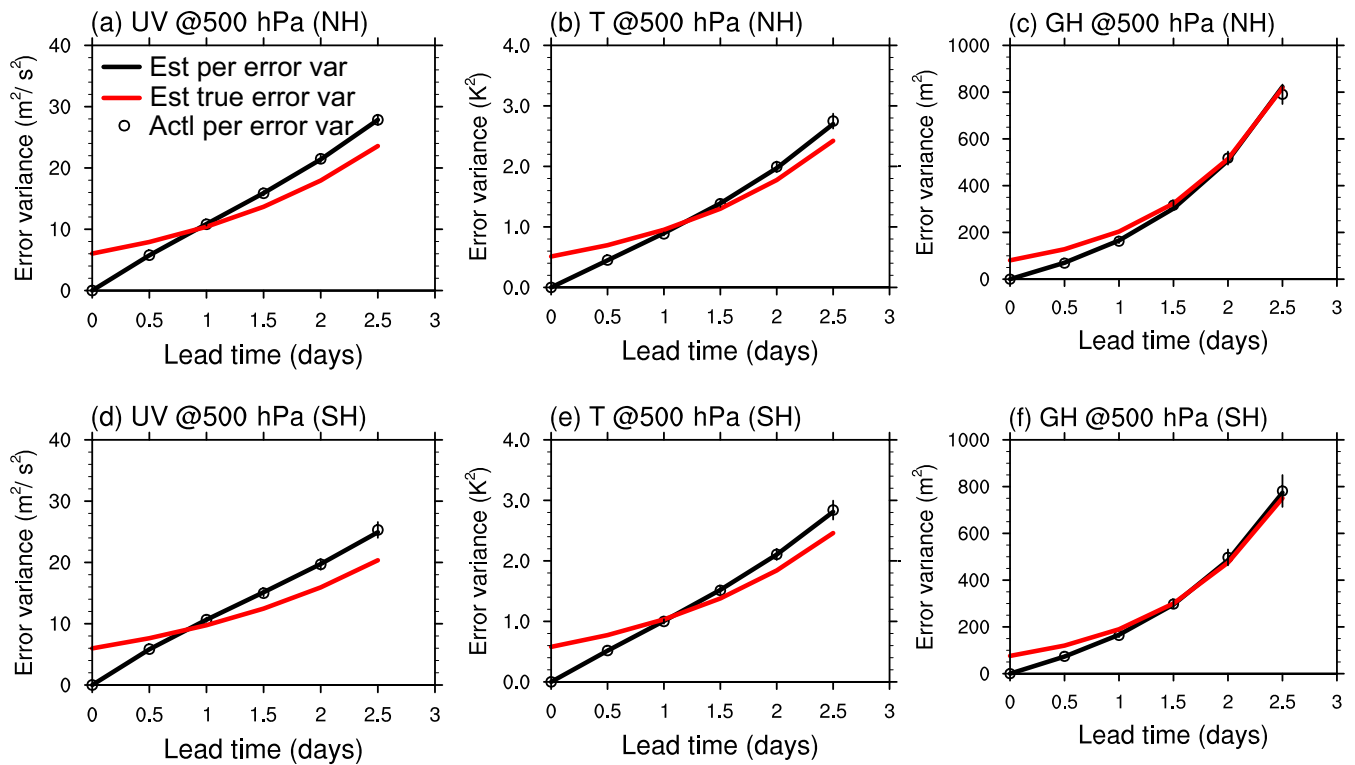 (a) UV @500 hPa (NH)
Error variance (m²/ s²)
40
30
20
10
0
Est per error var
Est true error var
Actl per error var
0 0.5 1 1.5 2 2.5 3
Lead time (days)
(b) T @500 hPa (NH)
Error variance (K²)
4.0
3.0
2.0
1.0
0.0
0 0.5 1 1.5 2 2.5 3
Lead time (days)
(c) GH @500 hPa (NH)
Error variance (m²)
1000
800
600
400
200
0
0 0.5 1 1.5 2 2.5 3
Lead time (days)
(d) UV @500 hPa (SH)
Error variance (m²/ s²)
40
30
20
10
0
0 0.5 1 1.5 2 2.5 3
Lead time (days)
(e) T @500 hPa (SH)
Error variance (K²)
4.0
3.0
2.0
1.0
0.0
0 0.5 1 1.5 2 2.5 3
Lead time (days)
(f) GH @500 hPa (SH)
Error variance (m²)
1000
800
600
400
200
0
0 0.5 1 1.5 2 2.5 3
Lead time (days)